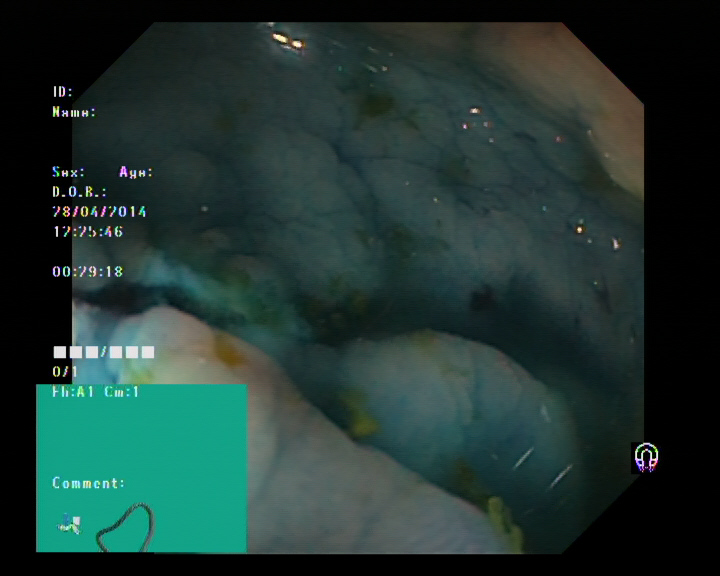 ID:
Name:
Sex: Age:
D.O.B.:
28/04/2014
12:25:46
00:29:18
■■■/■■■
0/1
Eh:A1 Cm:1
Comment: